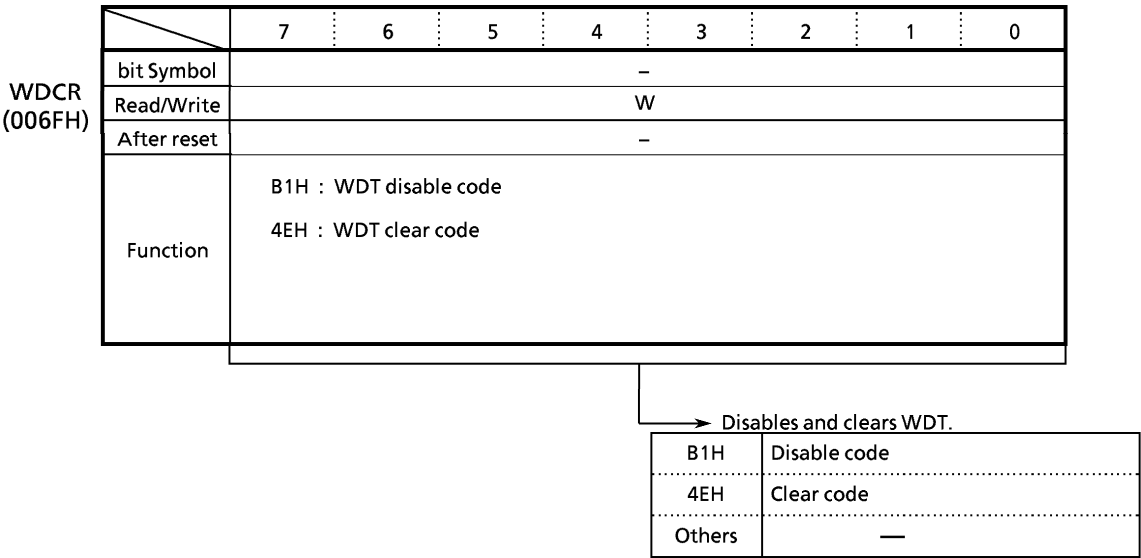 7 6 5 4 3 2 1 0
WDCR
(006FH)
bit Symbol –
Read/Write W
After reset –
Function
B1H : WDT disable code
4EH : WDT clear code
Disables and clears WDT.
B1H Disable code
4EH Clear code
Others —